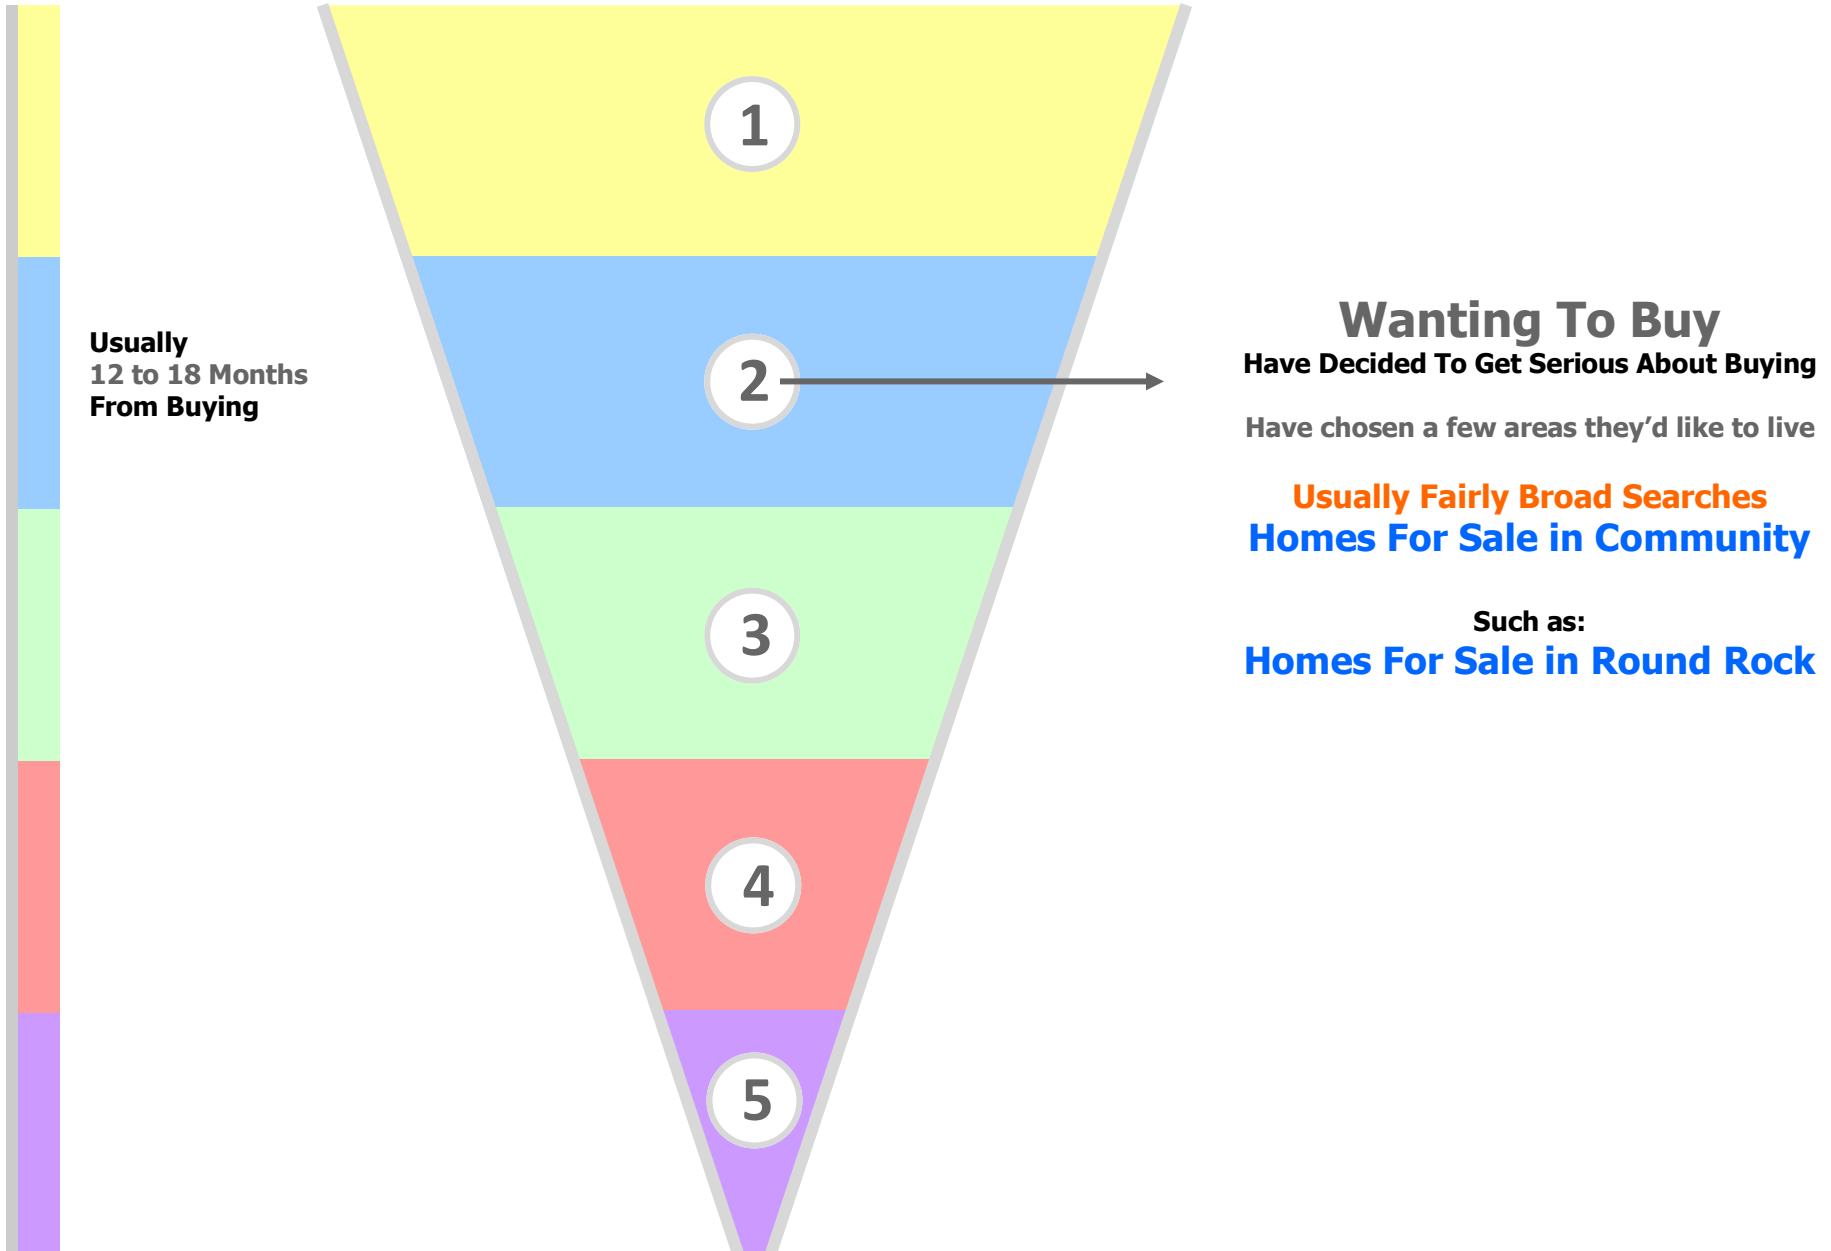 1
Usually
12 to 18 Months
From Buying
2
Wanting To Buy
Have Decided To Get Serious About Buying
Have chosen a few areas they’d like to live
Usually Fairly Broad Searches
Homes For Sale in Community
Such as:
Homes For Sale in Round Rock
3
4
5